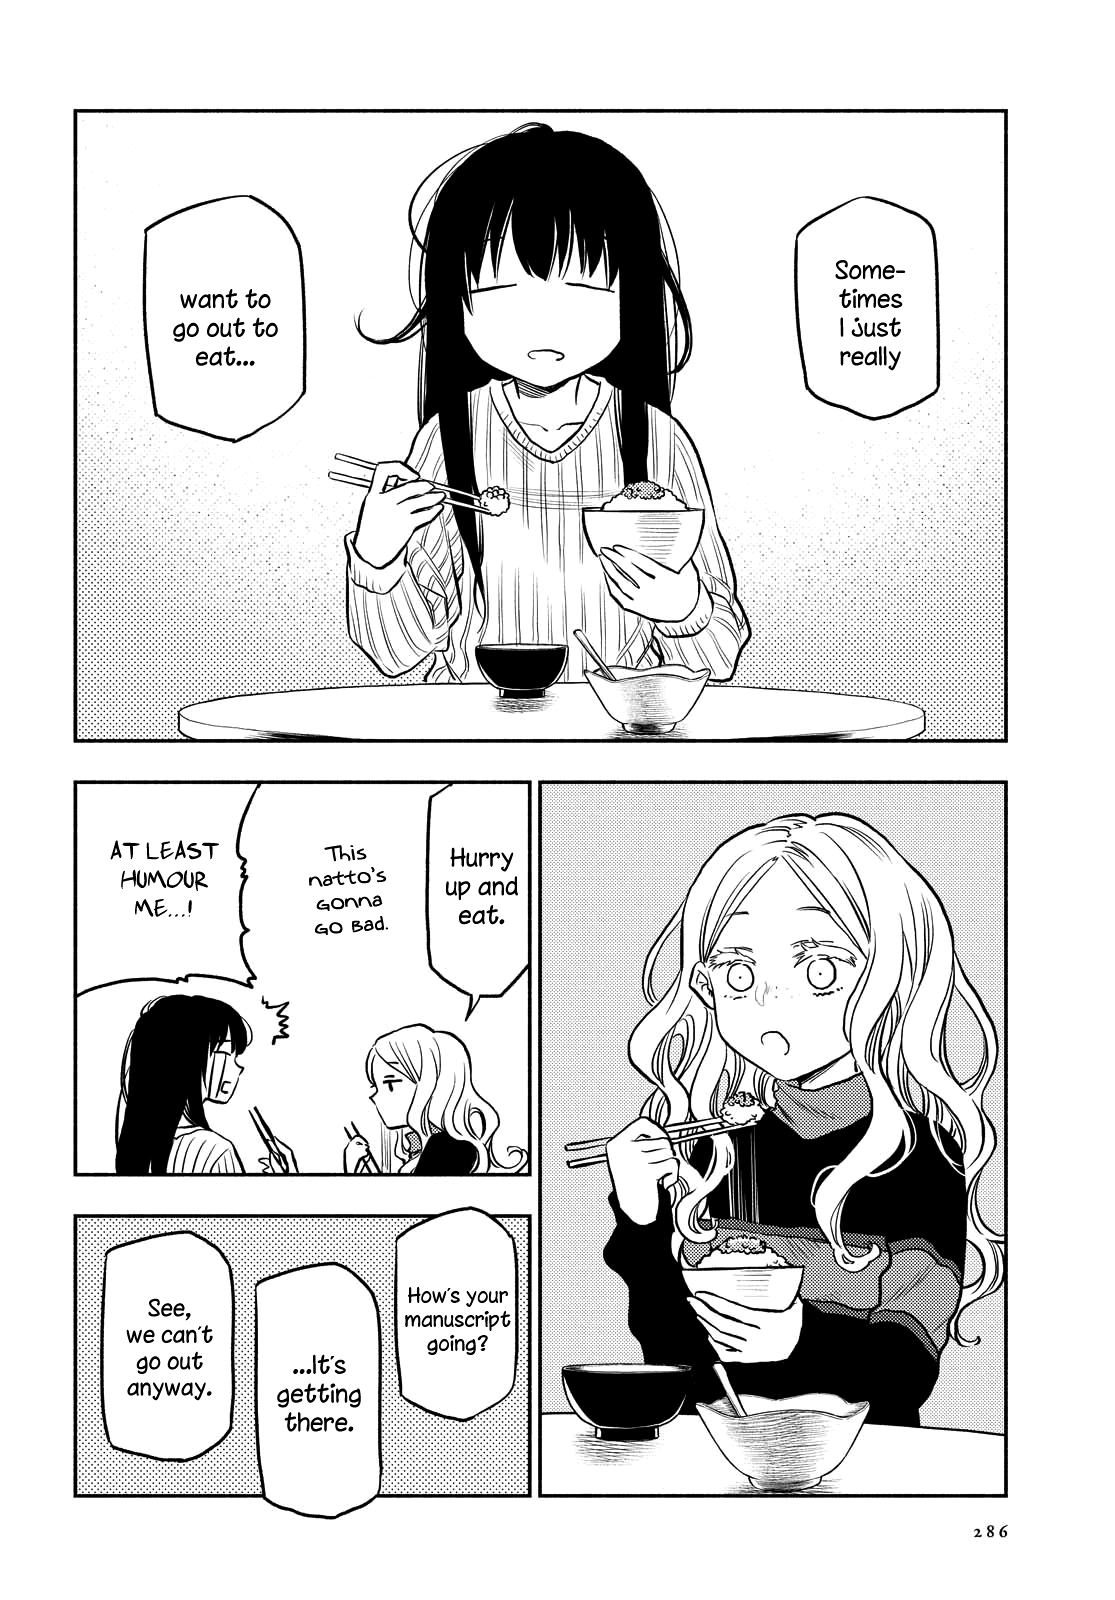 Some-
times
I just
really
want to
go out to
eat...
Hurry
up and
eat.
This
natto's
gonna
go bad.
AT LEAST
HUMOUR
ME...!
How's your
manuscript
going?
...It's
getting
there.
See,
we can't
go out
anyway.
286